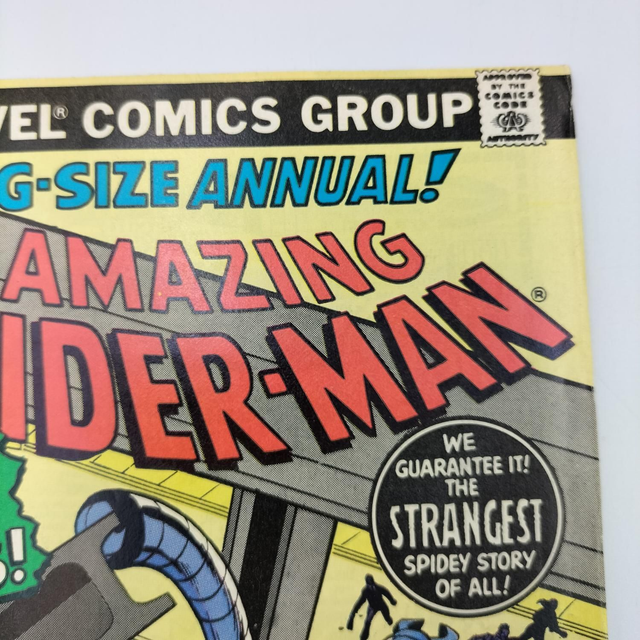 VEL® COMICS GROUP
APPROVED
BY THE
COMICS
CODE
AUTHORITY
G-SIZE ANNUAL!
AMAZING
IDER-MAN®
WE
GUARANTEE IT!
THE
STRANGEST
SPIDEY STORY
OF ALL!
S!